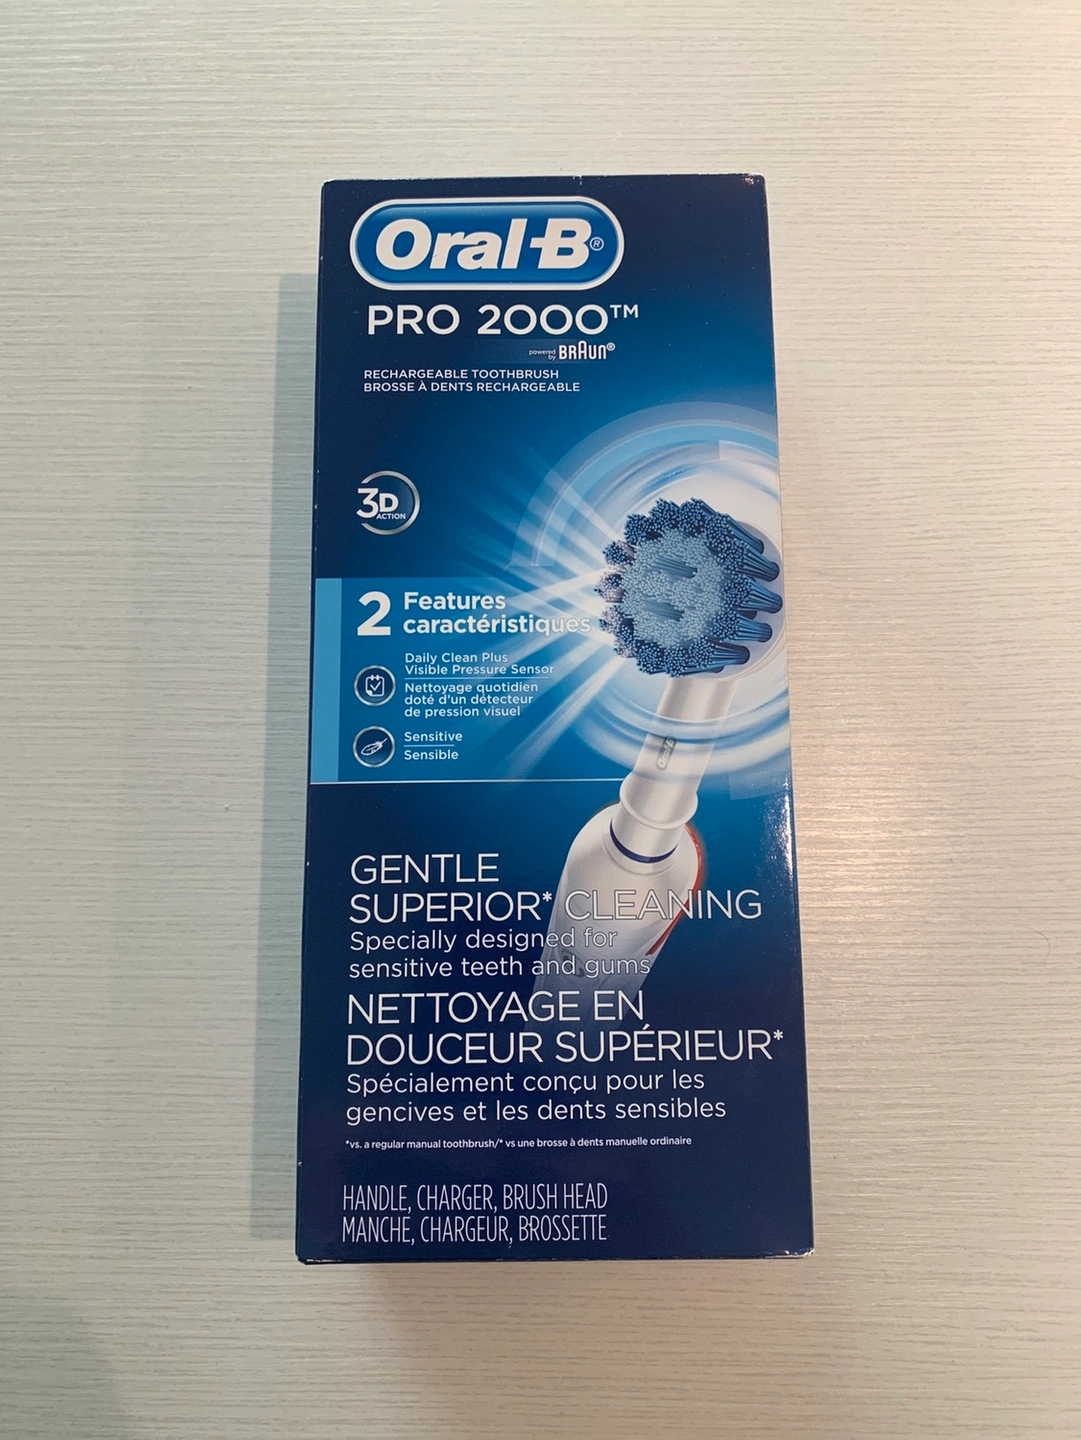 Oral-B®
PRO 2000™
powered by BRAUN®
RECHARGEABLE TOOTHBRUSH
BROSSE À DENTS RECHARGEABLE
3D
ACTION
2 Features
caractéristiques
Daily Clean Plus
Visible Pressure Sensor
Nettoyage quotidien
doté d'un détecteur
de pression visuel
Sensitive
Sensible
Oral-B
GENTLE
SUPERIOR* CLEANING
Specially designed for
sensitive teeth and gums
NETTOYAGE EN
DOUCEUR SUPÉRIEUR*
Spécialement conçu pour les
gencives et les dents sensibles
*vs. a regular manual toothbrush/* vs une brosse à dents manuelle ordinaire
HANDLE, CHARGER, BRUSH HEAD
MANCHE, CHARGEUR, BROSSETTE